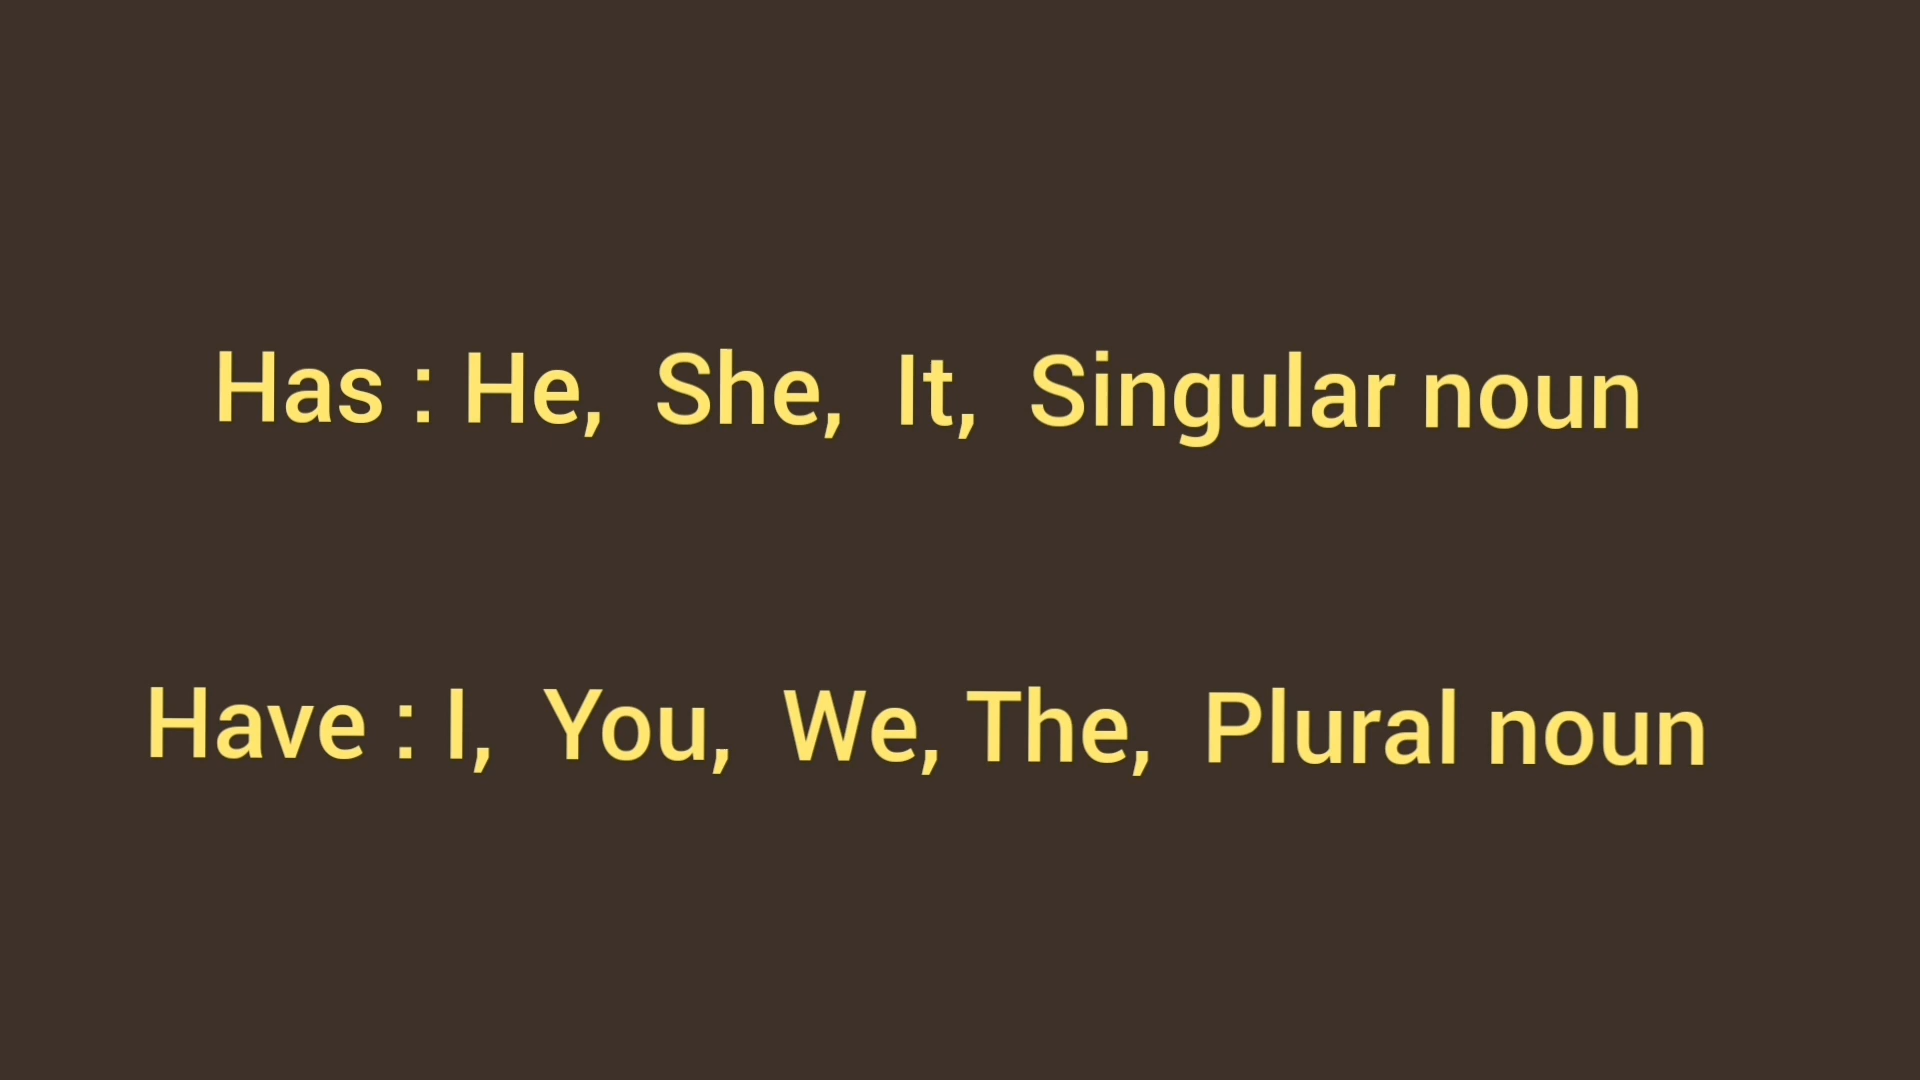 Has : He, She, It, Singular noun
Have : I, You, We, The, Plural noun